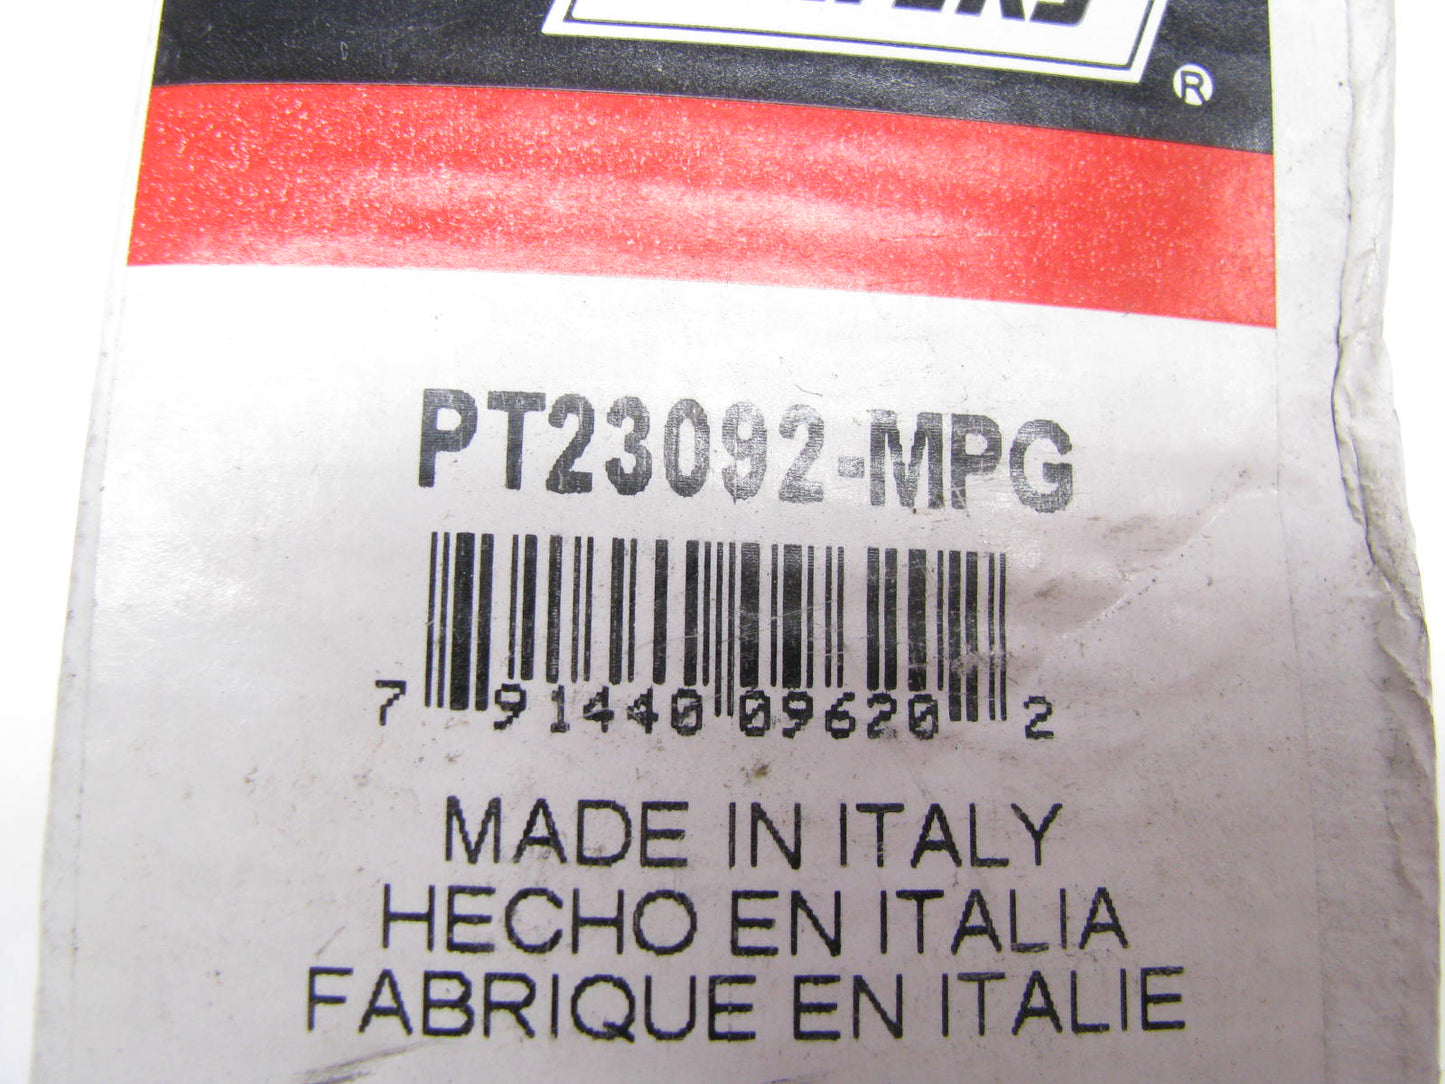 ®
PT23092-MPG
7 91440 09620 2
MADE IN ITALY
HECHO EN ITALIA
FABRIQUE EN ITALIE